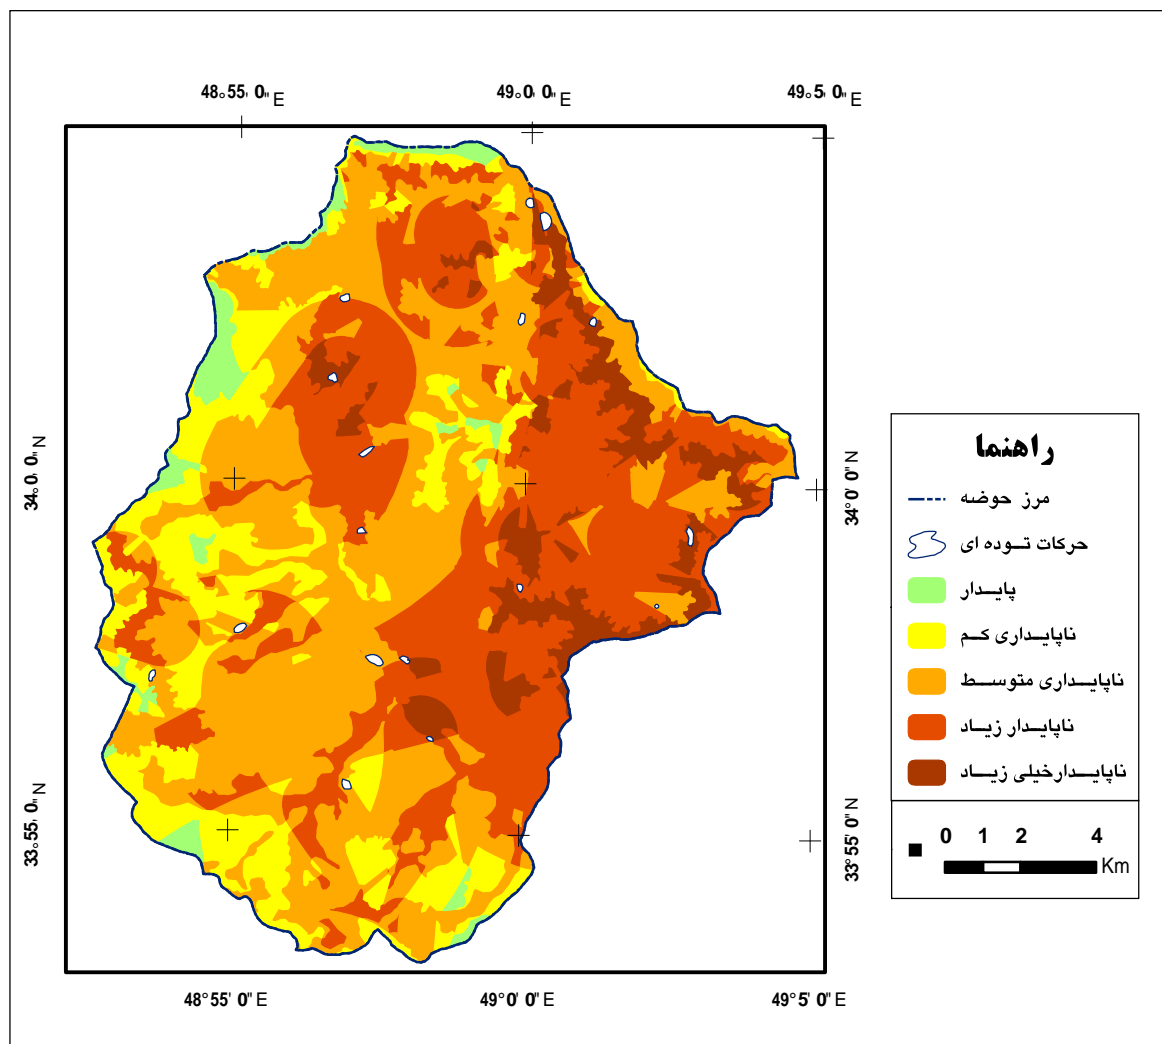 48°55' 0" E
49°0' 0" E
49°5' 0" E
34°0' 0" N
34°0' 0" N
33°55' 0" N
33°55' 0" N
48°55' 0" E
49°0' 0" E
49°5' 0" E
راهنما
مرز حوضه
حرکات توده ای
پایدار
ناپایداری کم
ناپایداری متوسط
ناپایدار زیاد
ناپایدارخیلی زیاد
0 1 2 4
Km